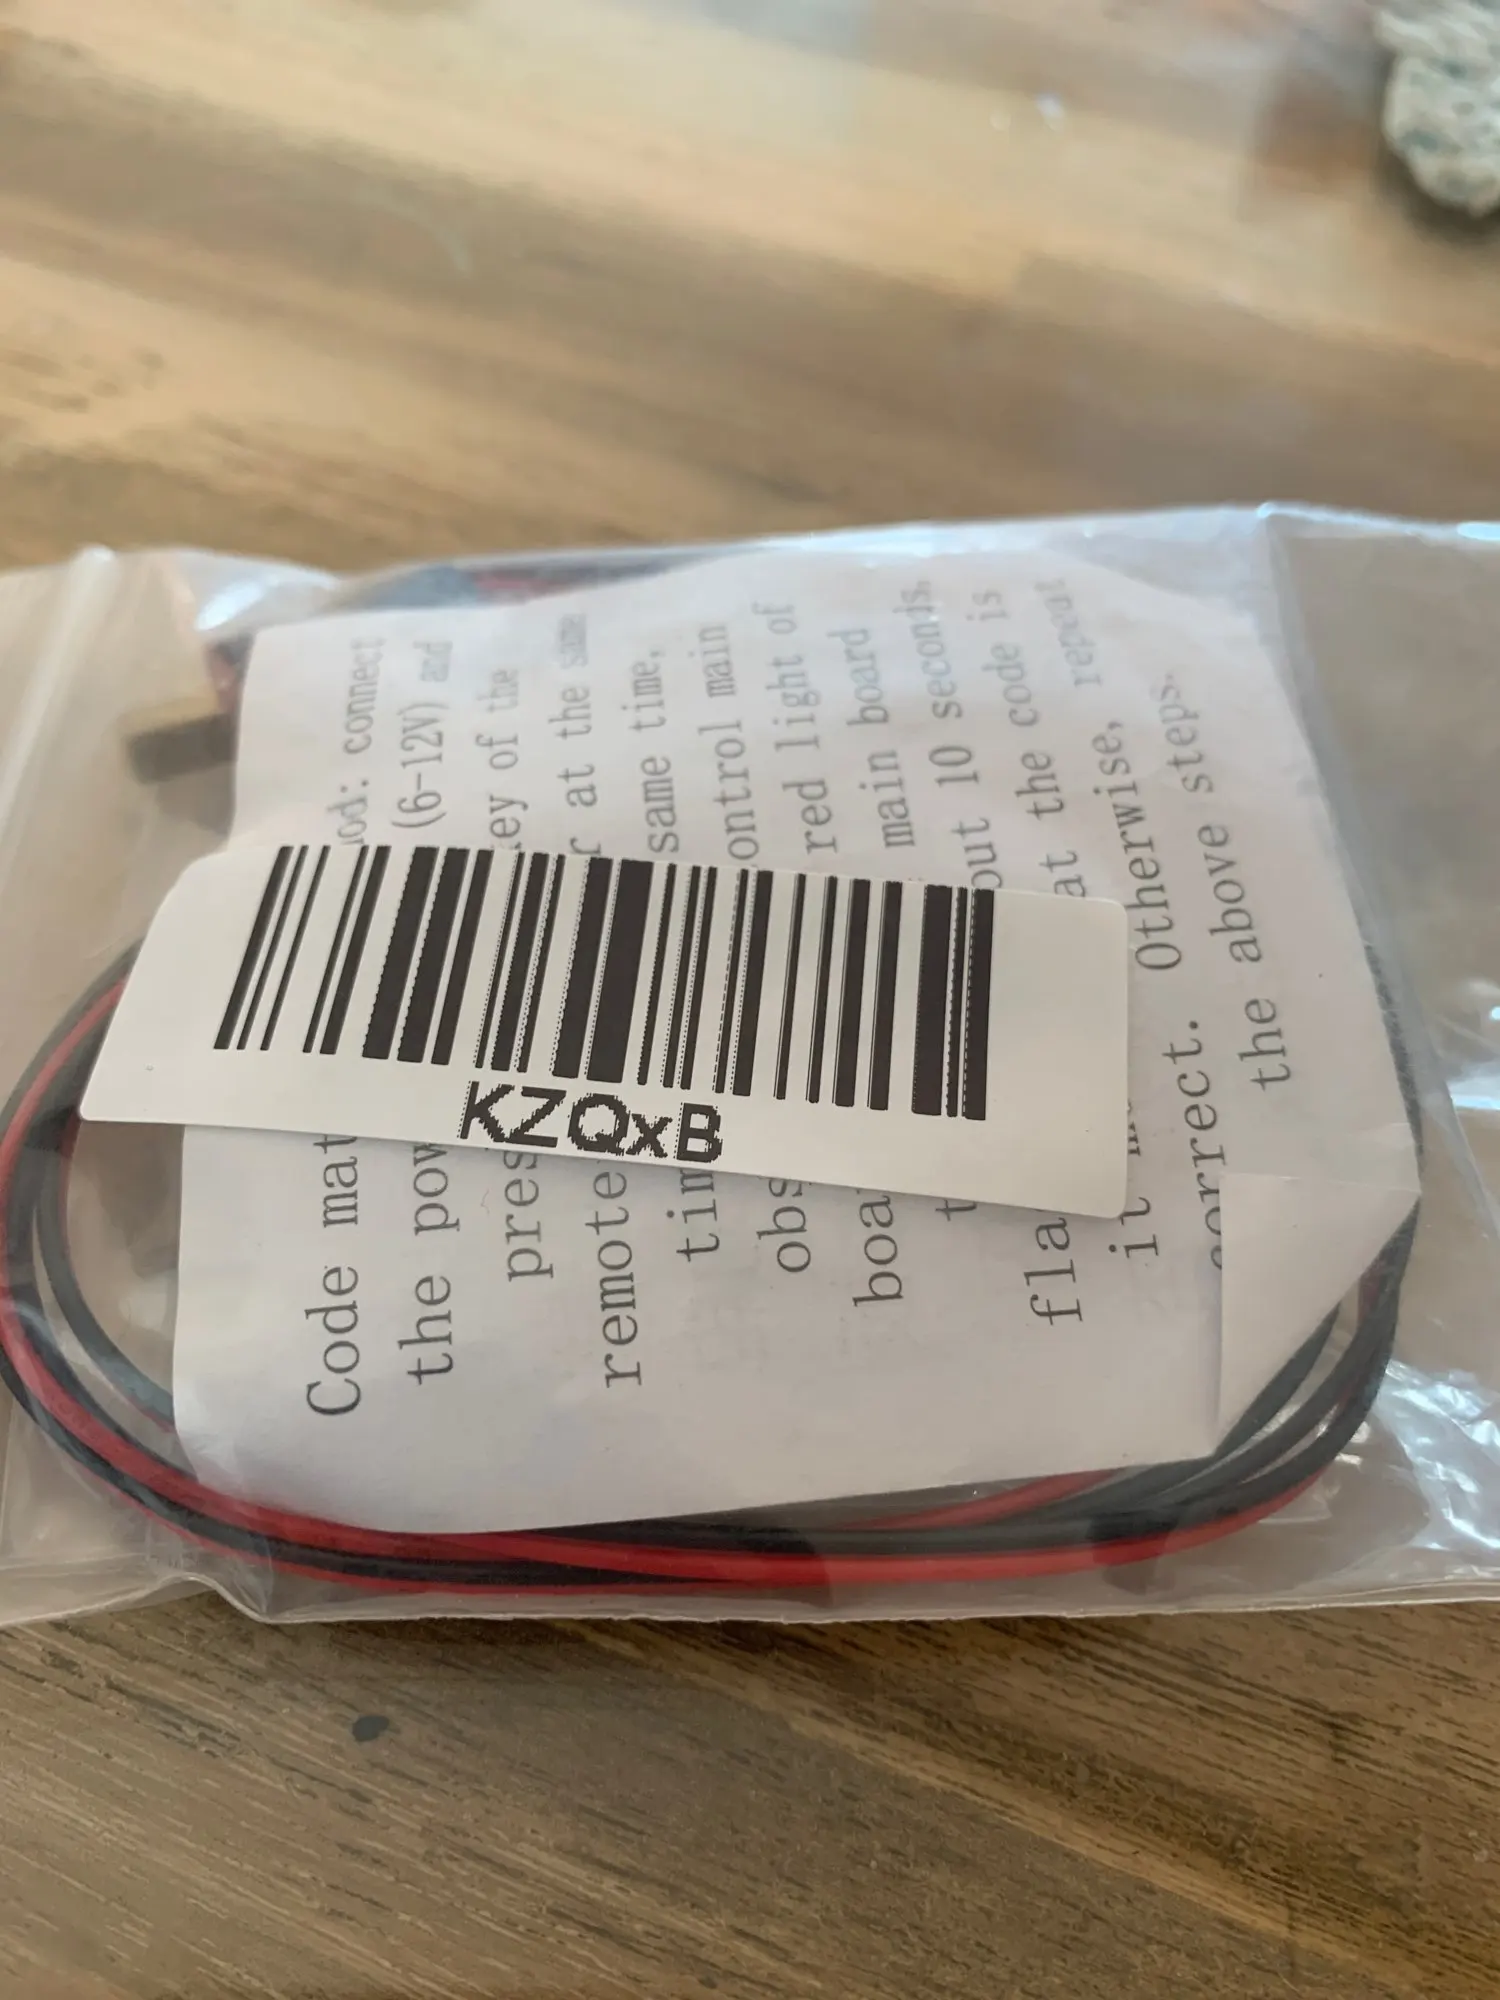 Code mat od: connect
the pow (6-12V) and
pres key of the
remote r at the same
tim same time,
obs ontrol main
boa red light of
main board
t out 10 seconds,
fla at the code is
it Otherwise, repeat
correct. the above steps.
KZQxB